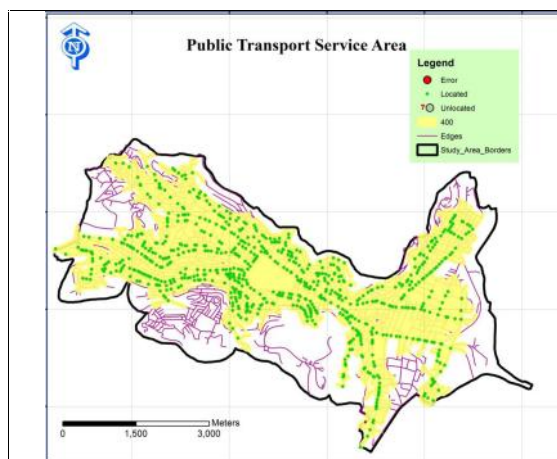 N
Public Transport Service Area
Legend
Error
Located
? Unlocated
400
Edges
Study_Area_Borders
Meters
0 1,500 3,000